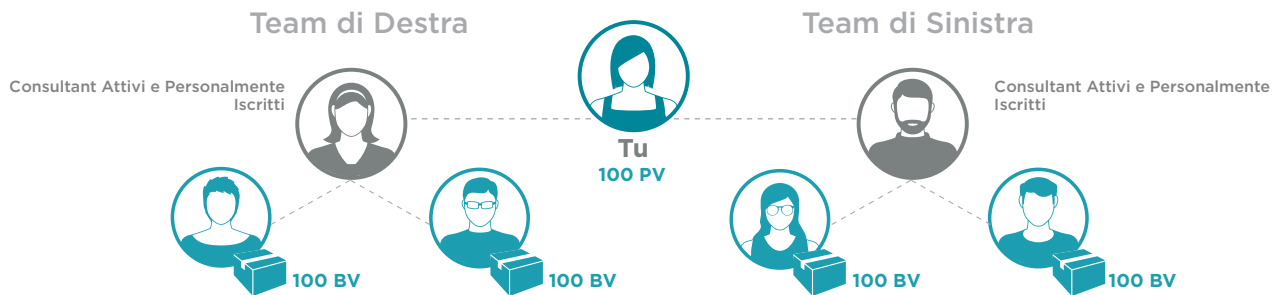 Team di Destra
Team di Sinistra
Consultant Attivi e Personalmente
Iscritti
Consultant Attivi e Personalmente
Iscritti
Tu
100 PV
100 BV
100 BV
100 BV
100 BV